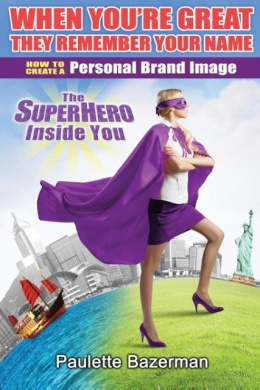 WHEN YOU'RE GREAT
THEY REMEMBER YOUR NAME
HOW TO
CREATE A Personal Brand Image
The
SUPERHERO
Inside You
Paulette Bazerman